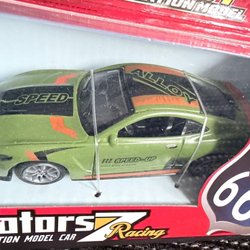 TION MODEL
ALLOY
SPEED
SPEED-UP
otors
Racing
TION MODEL CAR
66